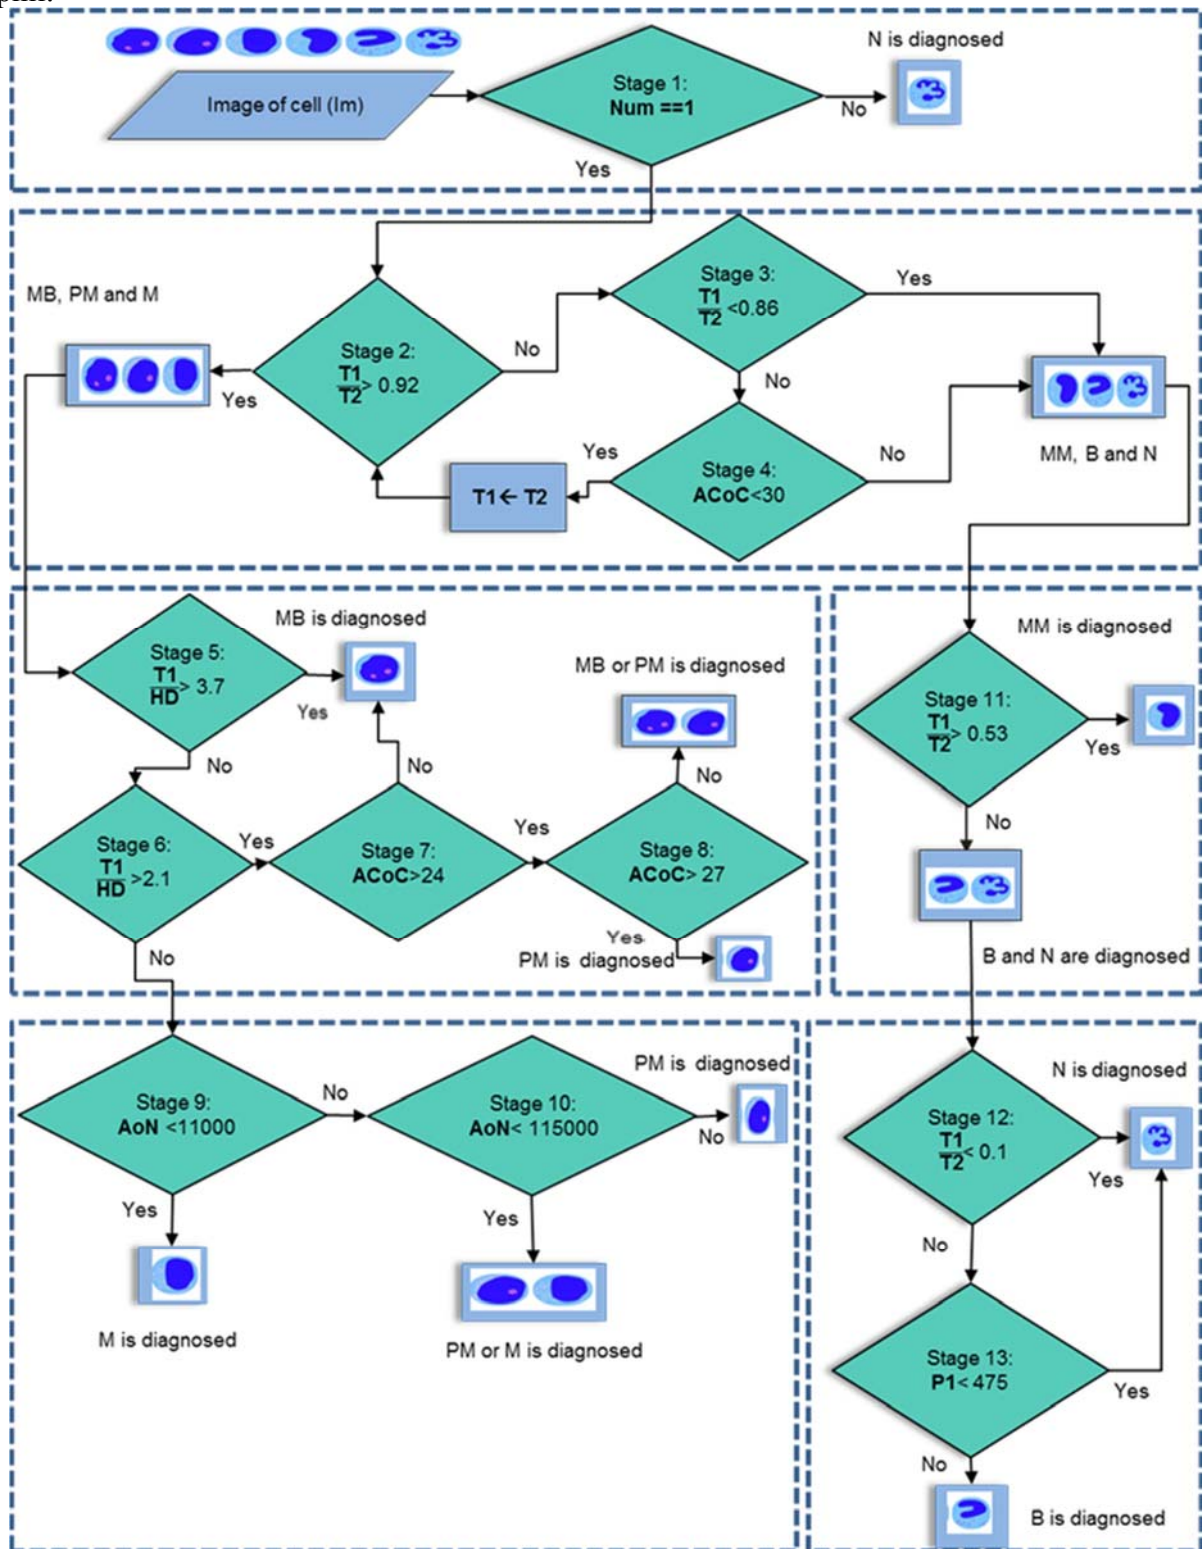 N is diagnosed
Image of cell (Im)
Stage 1:
Num ==1
No
Yes
MB, PM and M
Stage 2:
T1
T2 > 0.92
Yes
No
Stage 3:
T1
T2 <0.86
Yes
No
Stage 4:
ACoC<30
Yes
No
T1← T2
MM, B and N
Stage 5:
T1
HD > 3.7
Yes
No
MB is diagnosed
Stage 6:
T1
HD >2.1
Yes
No
Stage 7:
ACoC>24
No
Yes
MB or PM is diagnosed
Stage 8:
ACoC> 27
No
Yes
PM is diagnosed
MM is diagnosed
Stage 11:
T1
T2 > 0.53
Yes
No
B and N are diagnosed
Stage 9:
AoN <11000
No
Yes
M is diagnosed
Stage 10:
AoN< 115000
No
PM is diagnosed
Yes
PM or M is diagnosed
N is diagnosed
Stage 12:
T1
T2 < 0.1
Yes
No
Stage 13:
P1< 475
Yes
No
B is diagnosed